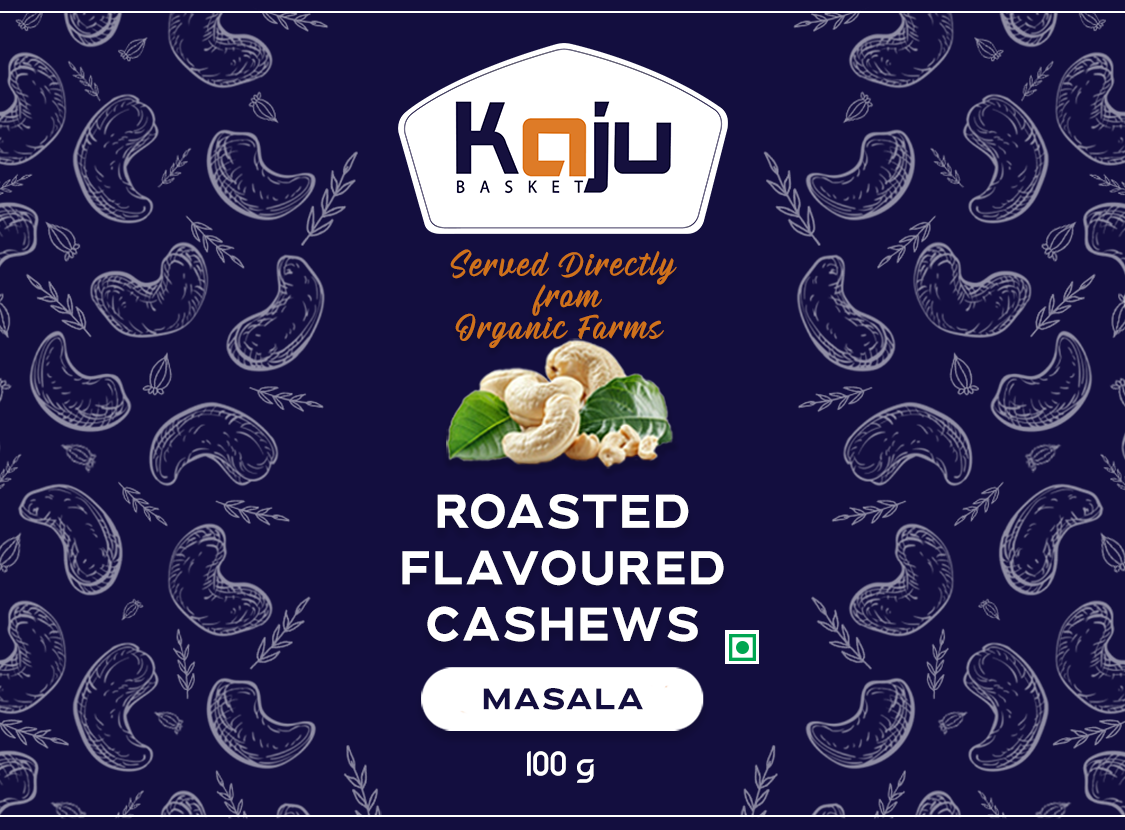 Kaju
BASKET
Served Directly
from
Organic Farms
ROASTED
FLAVOURED
CASHEWS
MASALA
100 g